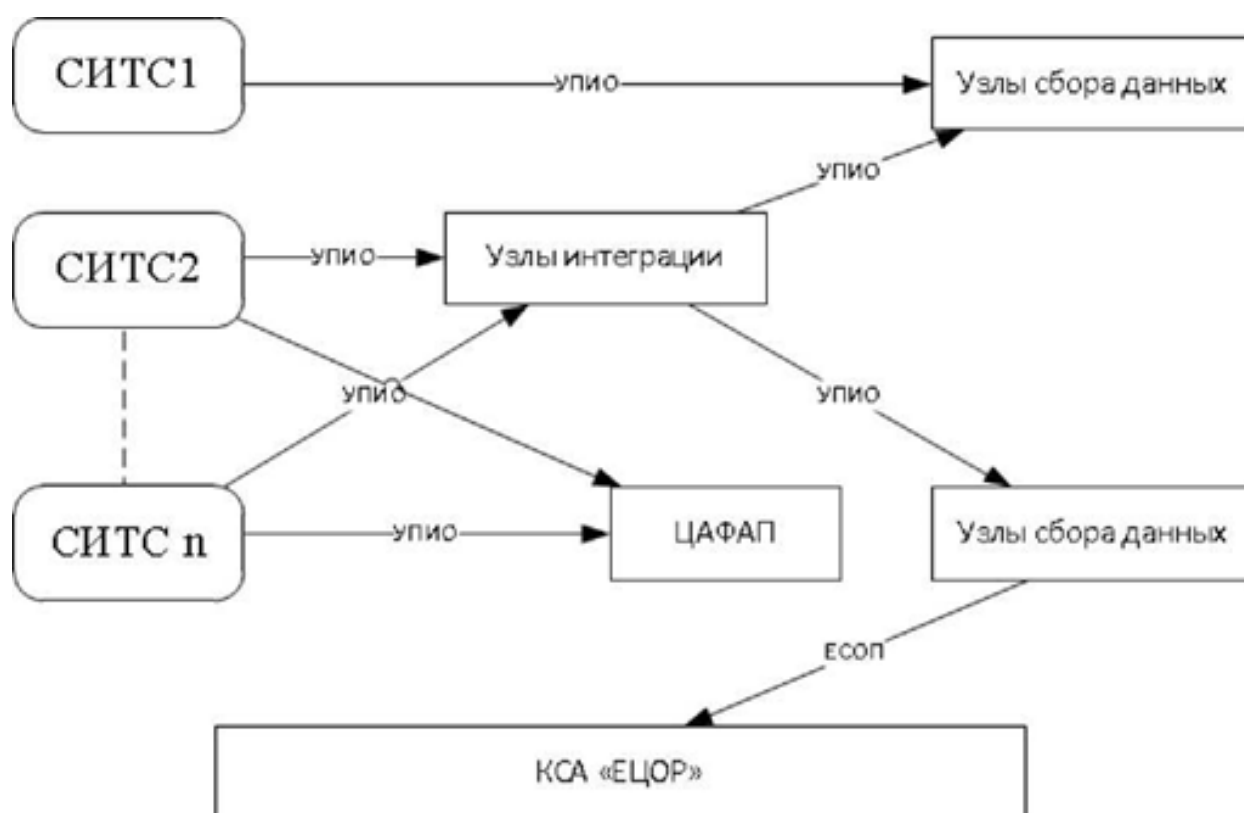 СИТС1
УПИО
Узлы сбора данных
УПИО
СИТС2
УПИО
Узлы интеграции
УПИО
УПИО
СИТС n
УПИО
ЦАФАП
Узлы сбора данных
ЕСОП
КСА «ЕЦОР»